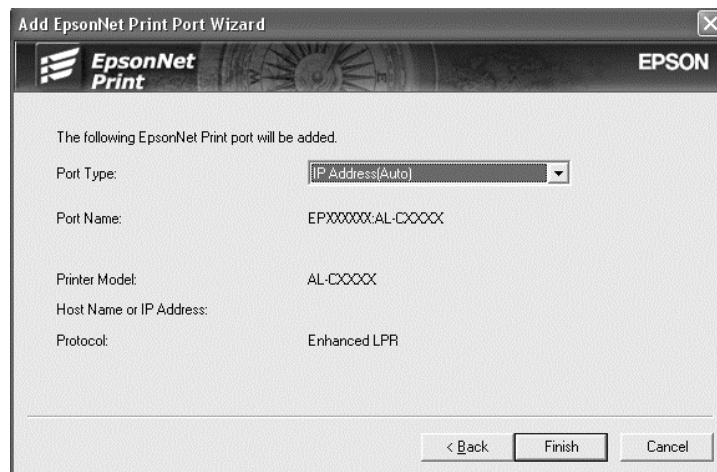 Add EpsonNet Print Port Wizard
EpsonNet
Print
EPSON
The following EpsonNet Print port will be added.
Port Type: IP Address(Auto)
Port Name: EPXXXXXX:AL-CXXXX
Printer Model: AL-CXXXX
Host Name or IP Address:
Protocol: Enhanced LPR
< Back Finish Cancel